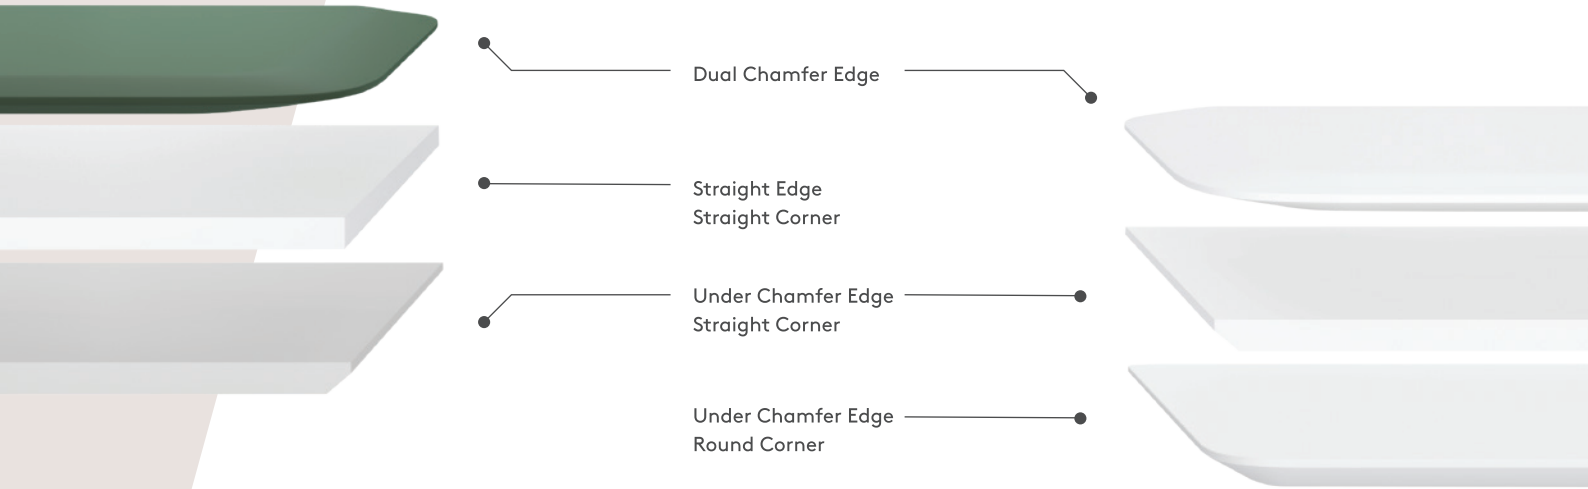 Dual Chamfer Edge
Straight Edge
Straight Corner
Under Chamfer Edge
Straight Corner
Under Chamfer Edge
Round Corner